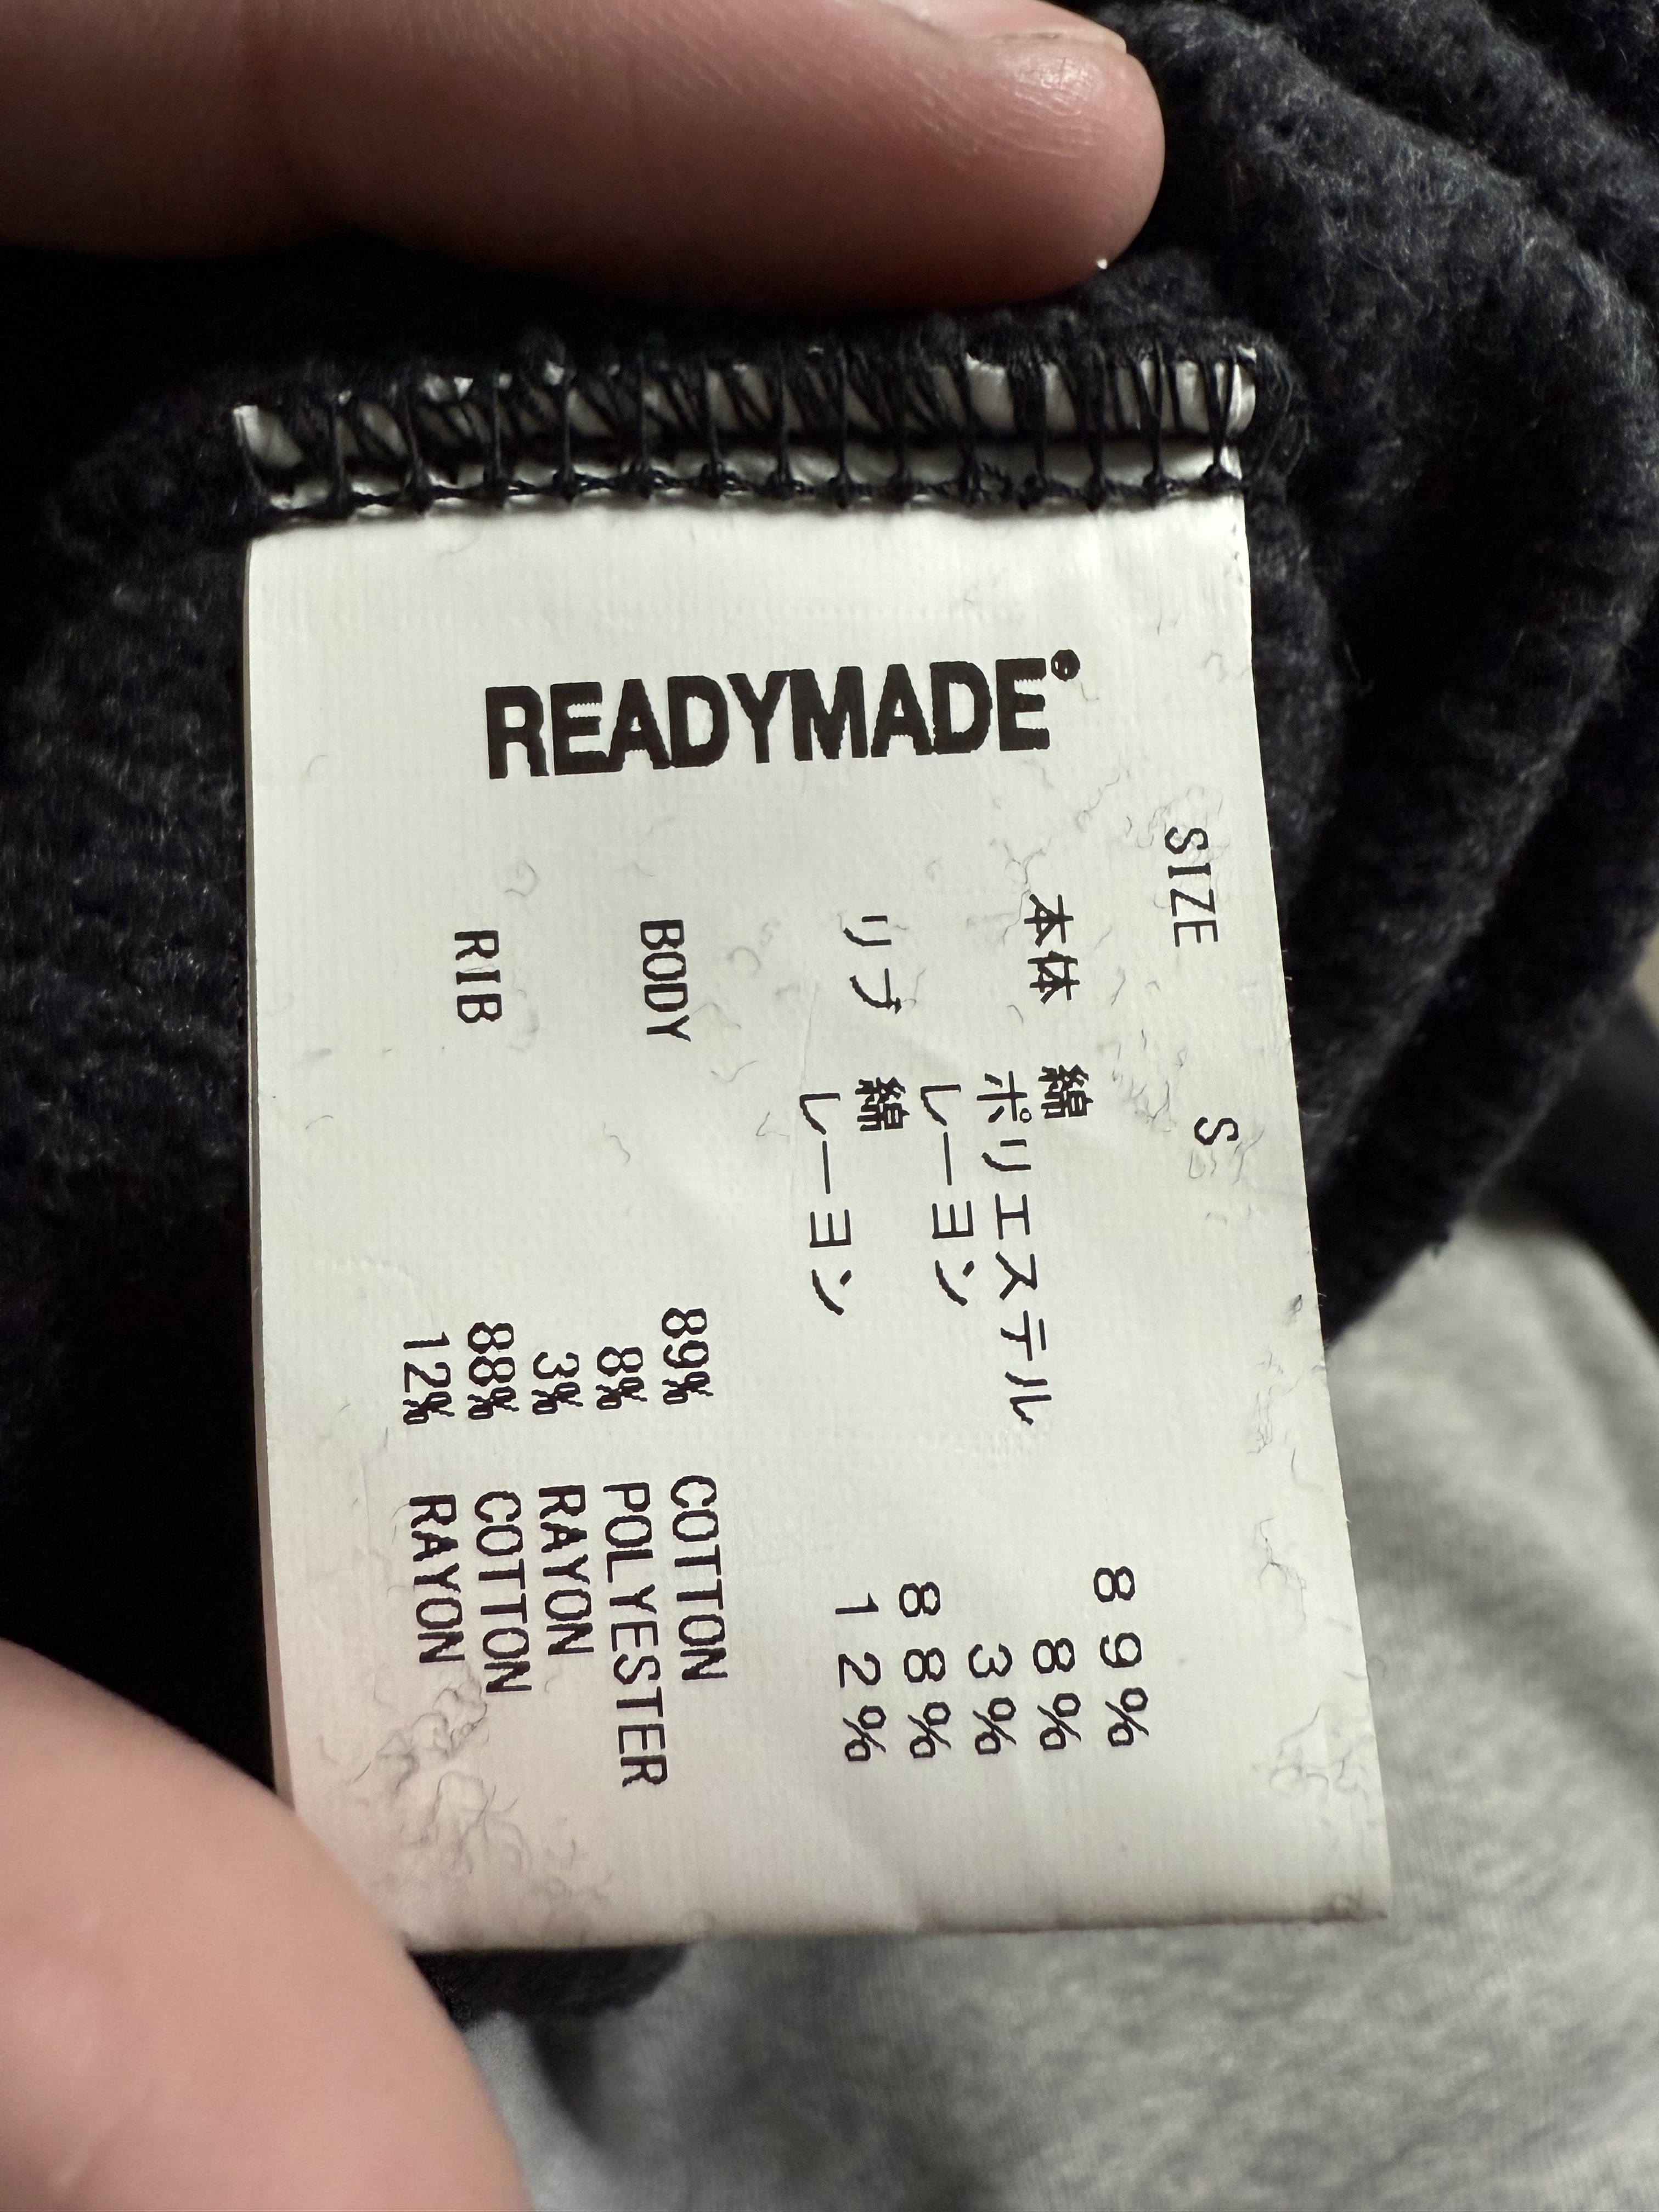 READYMADE®
SIZE S
本体 綿 89%
ポリエステル 8%
レーヨン 3%
リブ 綿 88%
レーヨン 12%
BODY 89% COTTON
8% POLYESTER
3% RAYON
RIB 88% COTTON
12% RAYON